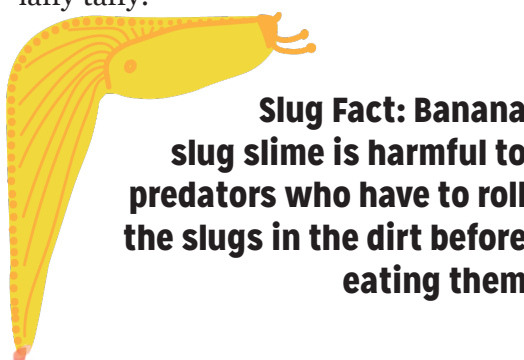 Slug Fact: Banana
slug slime is harmful to
predators who have to roll
the slugs in the dirt before
eating them